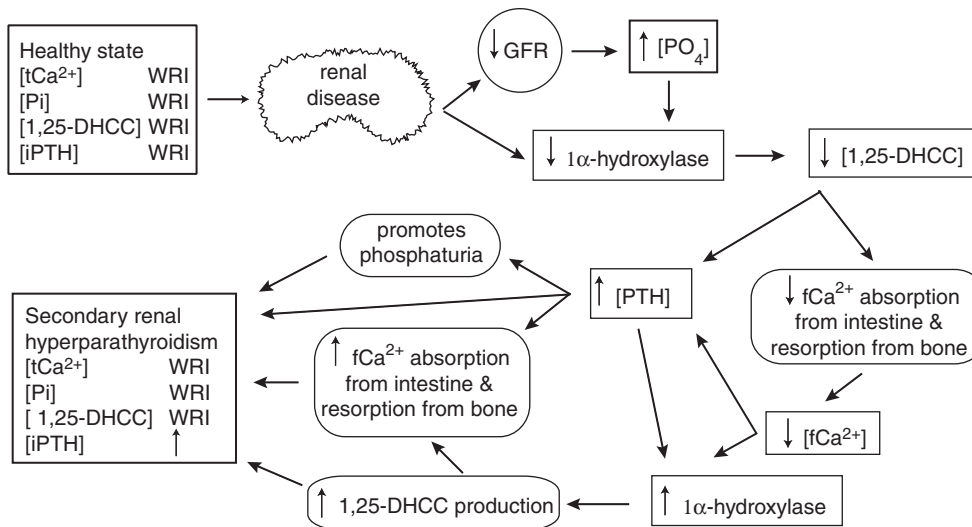 Healthy state
[tCa²⁺] WRI
[Pi] WRI
[1,25-DHCC] WRI
[iPTH] WRI
renal
disease
↓ GFR
↑ [PO₄]
↓ 1α-hydroxylase
↓ [1,25-DHCC]
promotes
phosphaturia
↑ [PTH]
↓ fCa²⁺ absorption
from intestine &
resorption from bone
Secondary renal
hyperparathyroidism
[tCa²⁺] WRI
[Pi] WRI
[ 1,25-DHCC] WRI
[iPTH] ↑
↑ fCa²⁺ absorption
from intestine &
resorption from bone
↓ [fCa²⁺]
↑ 1,25-DHCC production
↑ 1α-hydroxylase